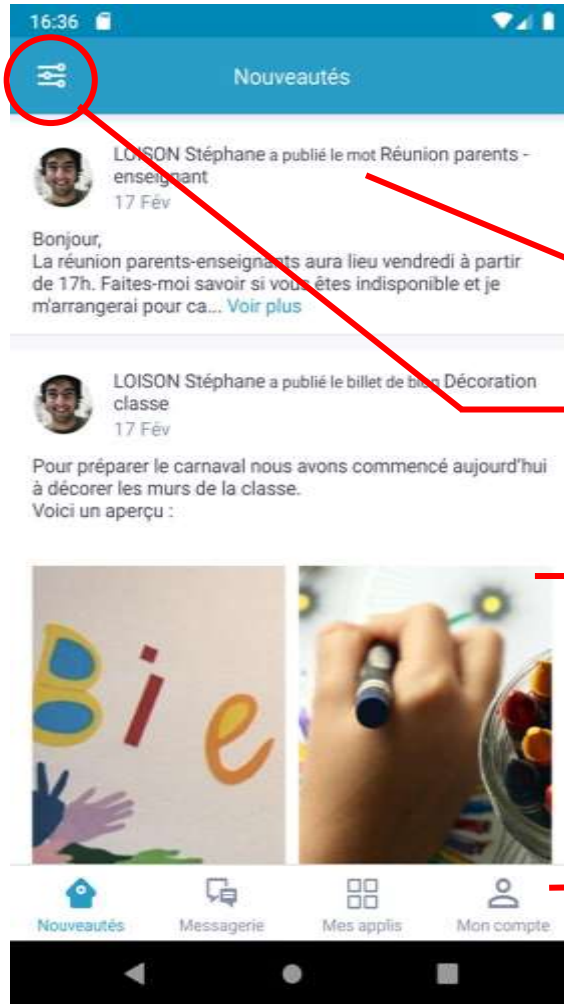 16:36
Nouveautés
LOISON Stéphane a publié le mot Réunion parents -
enseignant
17 Fév
Bonjour,
La réunion parents-enseignants aura lieu vendredi à partir
de 17h. Faites-moi savoir si vous êtes indisponible et je
m'arrangerai pour ca... Voir plus
LOISON Stéphane a publié le billet de blog Décoration
classe
17 Fév
Pour préparer le carnaval nous avons commencé aujourd'hui
à décorer les murs de la classe.
Voici un aperçu :
Bie
Nouveautés Messagerie Mes applis Mon compte